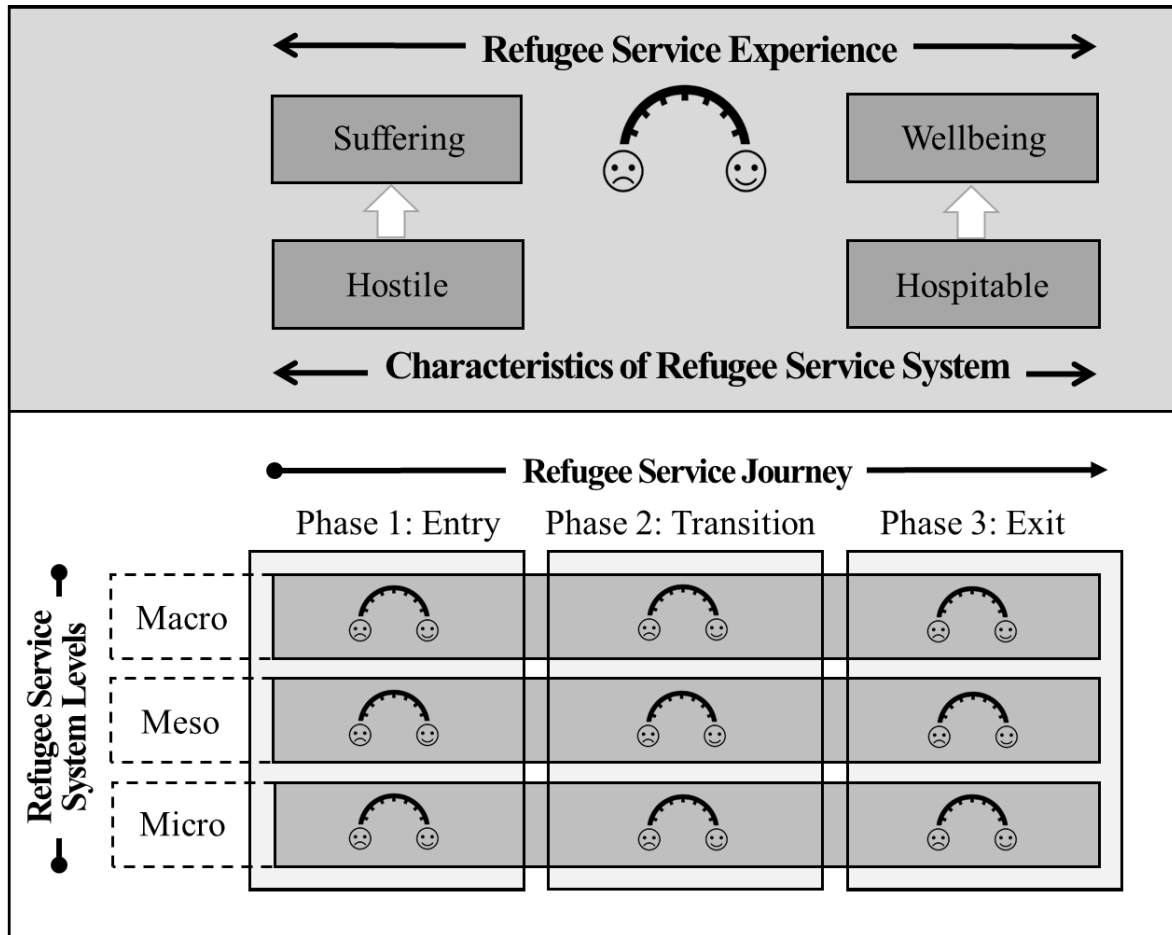 Refugee Service Experience
Suffering
Wellbeing
Hostile
Hospitable
Characteristics of Refugee Service System
Refugee Service Journey
Phase 1: Entry
Phase 2: Transition
Phase 3: Exit
Refugee Service
System Levels
Macro
Meso
Micro